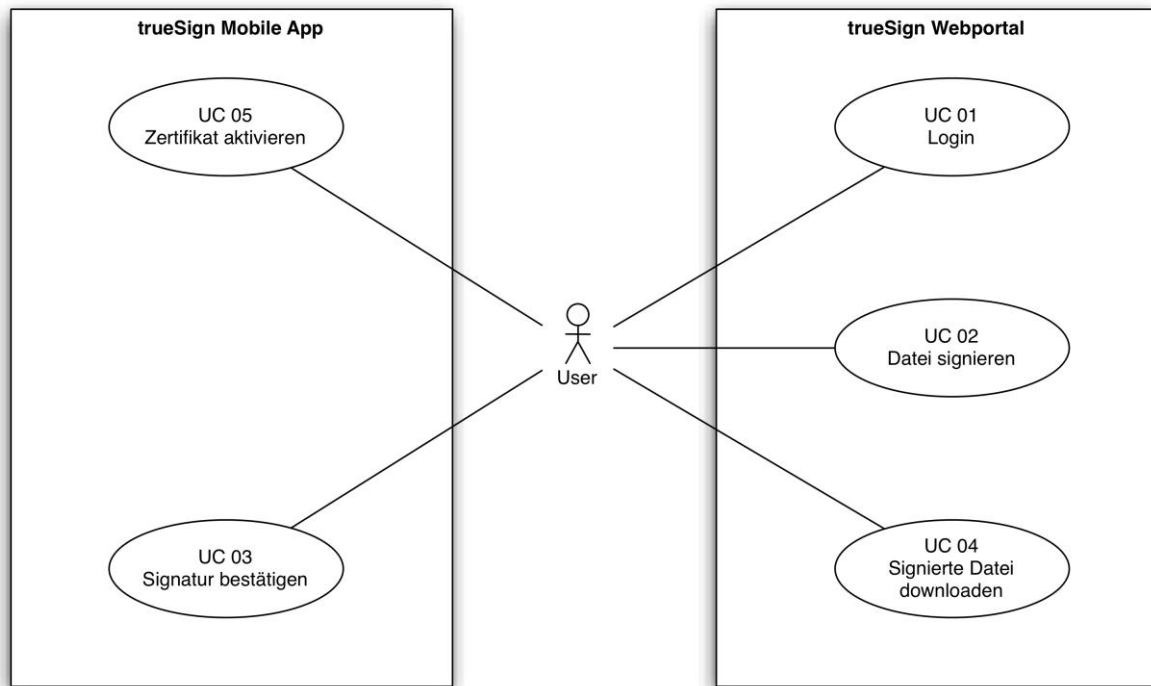 trueSign Mobile App
UC 05
Zertifikat aktivieren
UC 03
Signatur bestätigen
User
trueSign Webportal
UC 01
Login
UC 02
Datei signieren
UC 04
Signierte Datei
downloaden